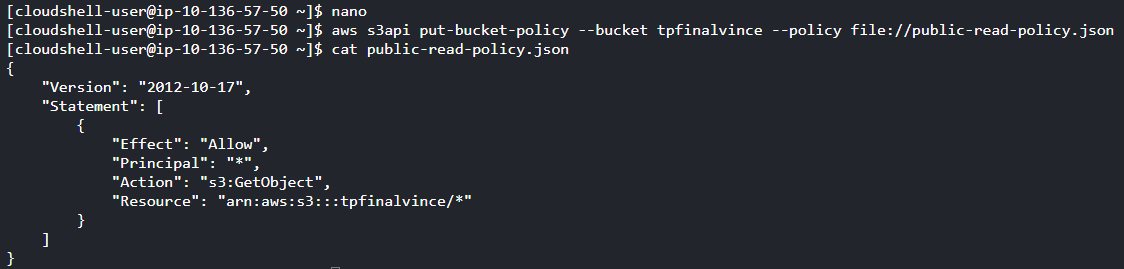 [cloudshell-user@ip-10-136-57-50 ~]$ nano
[cloudshell-user@ip-10-136-57-50 ~]$ aws s3api put-bucket-policy --bucket tpfinalvince --policy file://public-read-policy.json
[cloudshell-user@ip-10-136-57-50 ~]$ cat public-read-policy.json
{
    "Version": "2012-10-17",
    "Statement": [
        {
            "Effect": "Allow",
            "Principal": "*",
            "Action": "s3:GetObject",
            "Resource": "arn:aws:s3:::tpfinalvince/*"
        }
    ]
}